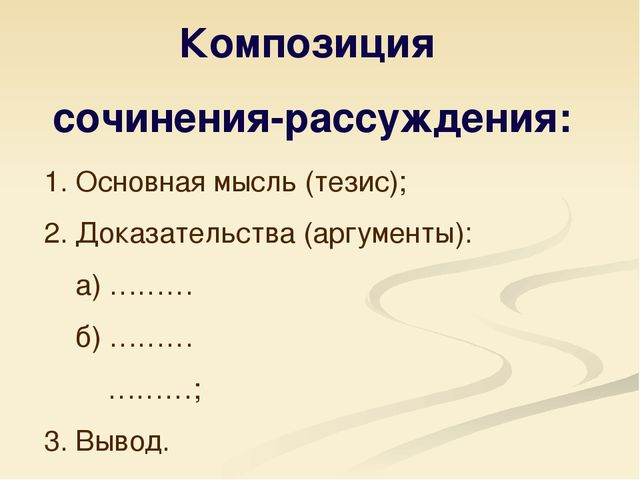 Композиция
сочинения-рассуждения:
1. Основная мысль (тезис);
2. Доказательства (аргументы):
а) ………
б) ………
………;
3. Вывод.